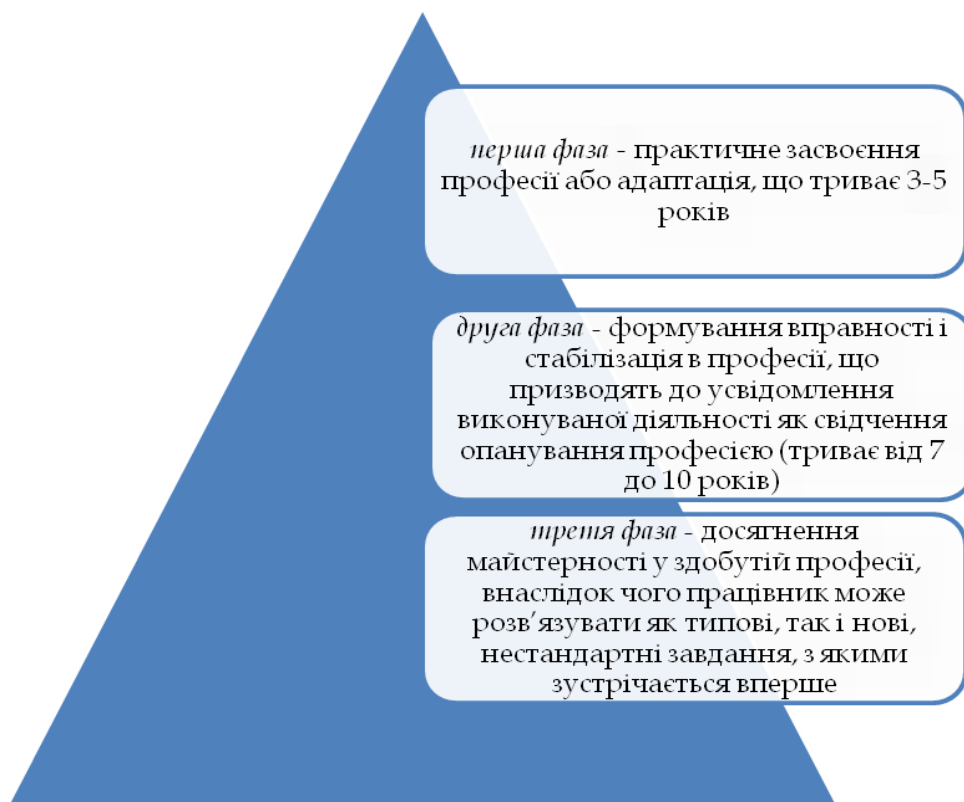 перша фаза - практичне засвоєння
професії або адаптація, що триває 3-5
років
друга фаза - формування вправності і
стабілізація в професії, що
призводять до усвідомлення
виконуваної діяльності як свідчення
опанування професією (триває від 7
до 10 років)
третя фаза - досягнення
майстерності у здобутій професії,
внаслідок чого працівник може
розв’язувати як типові, так і нові,
нестандартні завдання, з якими
зустрічається вперше